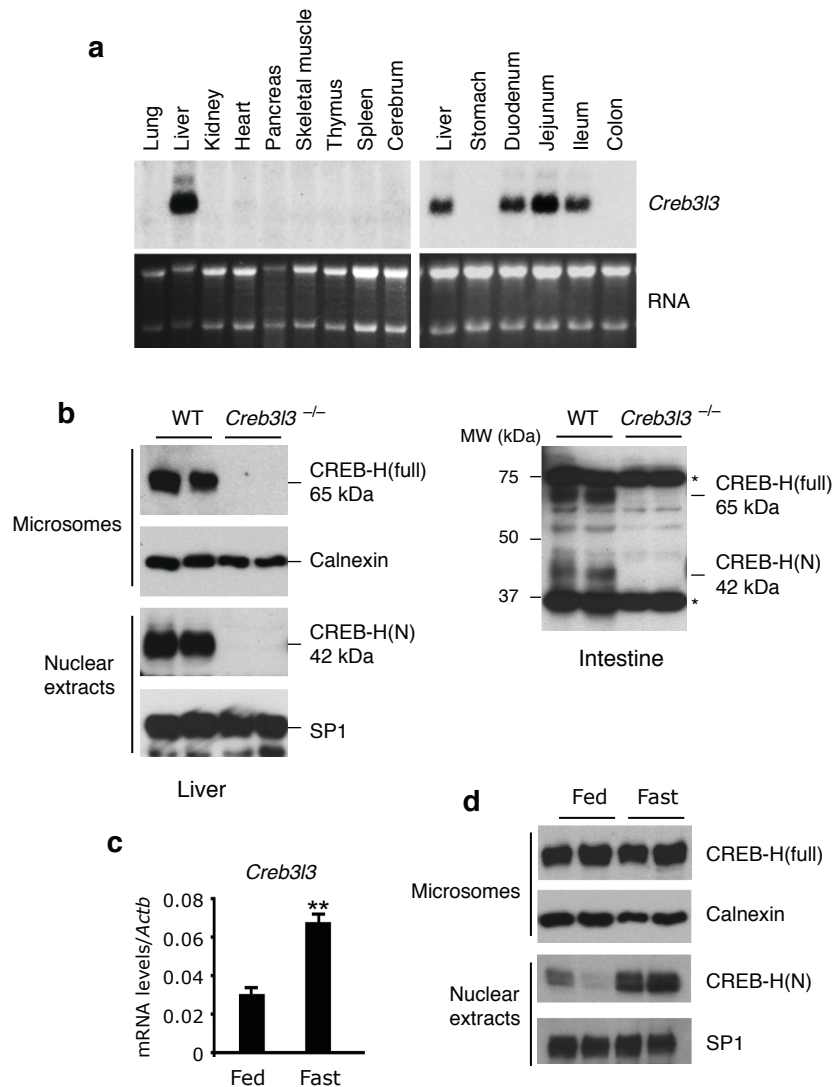 a
Lung
Liver
Kidney
Heart
Pancreas
Skeletal muscle
Thymus
Spleen
Cerebrum
Liver
Stomach
Duodenum
Jejunum
Ileum
Colon
Creb3l3
RNA
b
WT Creb3l3 –/–
CREB-H(full)
65 kDa
Microsomes
Calnexin
CREB-H(N)
42 kDa
Nuclear
extracts
SP1
Liver
WT Creb3l3 –/–
MW (kDa)
75
*
CREB-H(full)
65 kDa
50
CREB-H(N)
42 kDa
37
*
Intestine
c
Creb3l3
mRNA levels/Actb
0.08
0.06
0.04
0.02
0
**
Fed Fast
d
Fed Fast
CREB-H(full)
Microsomes
Calnexin
CREB-H(N)
Nuclear
extracts
SP1